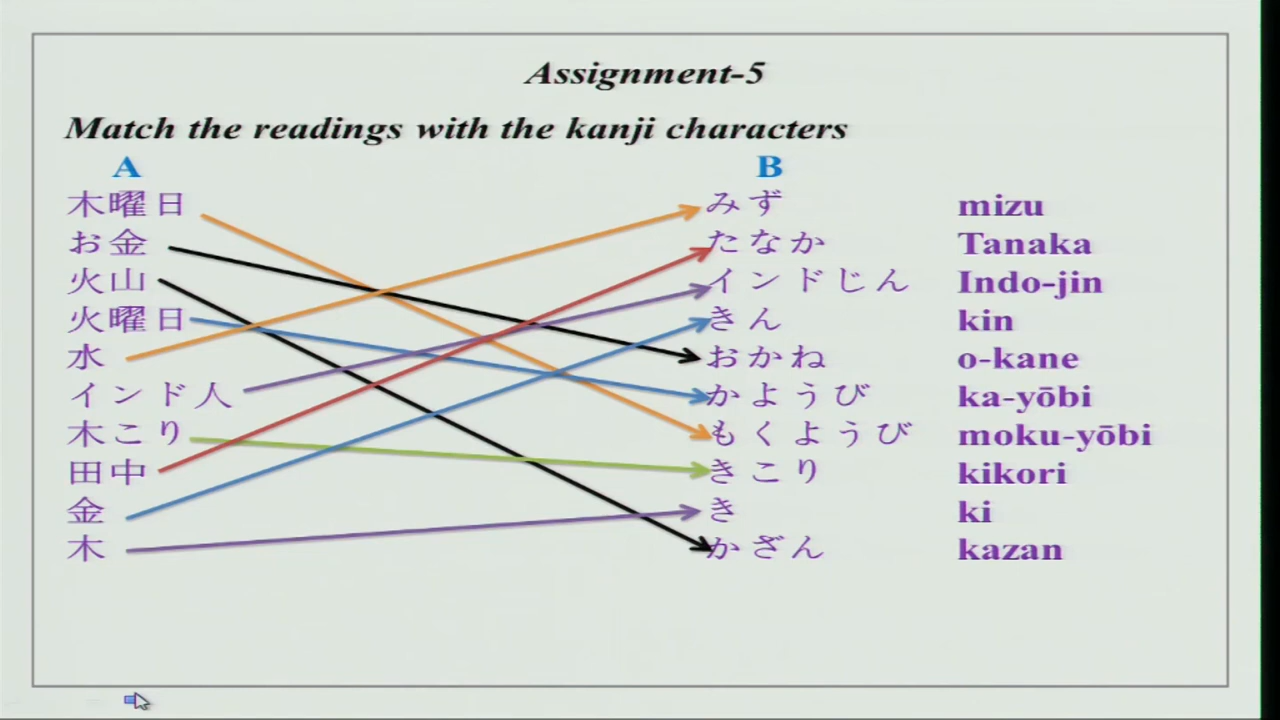 Assignment-5
Match the readings with the kanji characters
A B
木曜日 みず mizu
お金 たなか Tanaka
火山 インドじん Indo-jin
火曜日 きん kin
水 おかね o-kane
インド人 かようび ka-yōbi
木こり もくようび moku-yōbi
田中 きこり kikori
金 き ki
木 かざん kazan